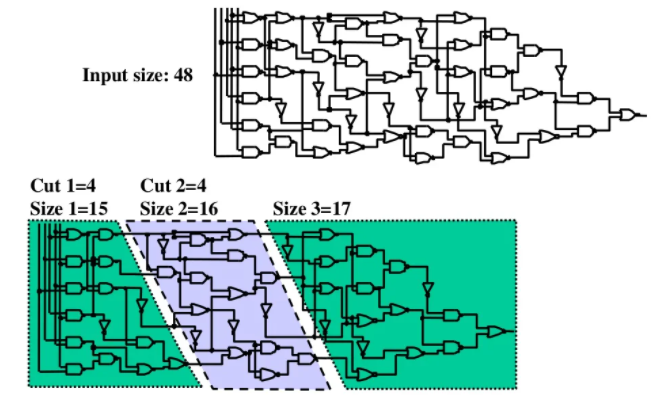 Input size: 48
Cut 1=4 Cut 2=4
Size 1=15 Size 2=16 Size 3=17